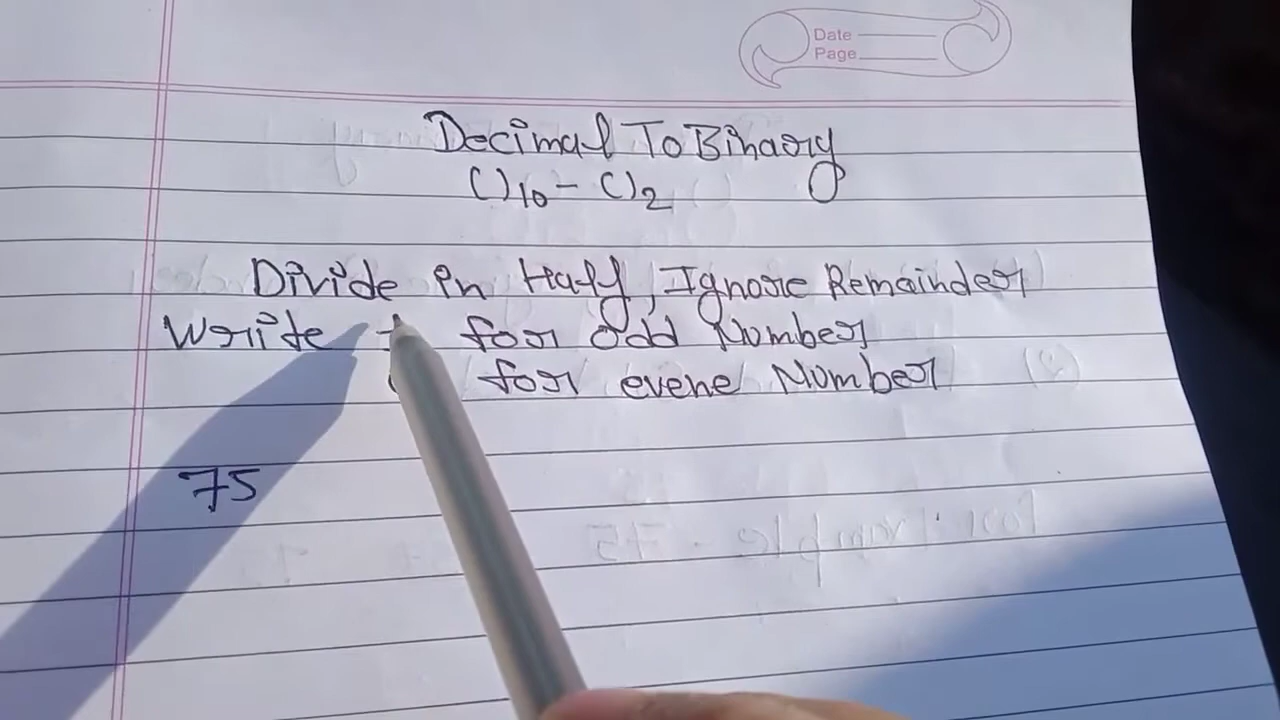 Date
Page
Decimal To Binary
()10 - ()2
Divide in Half, Ignore Remainder
Write for odd Number
for evene Number
75